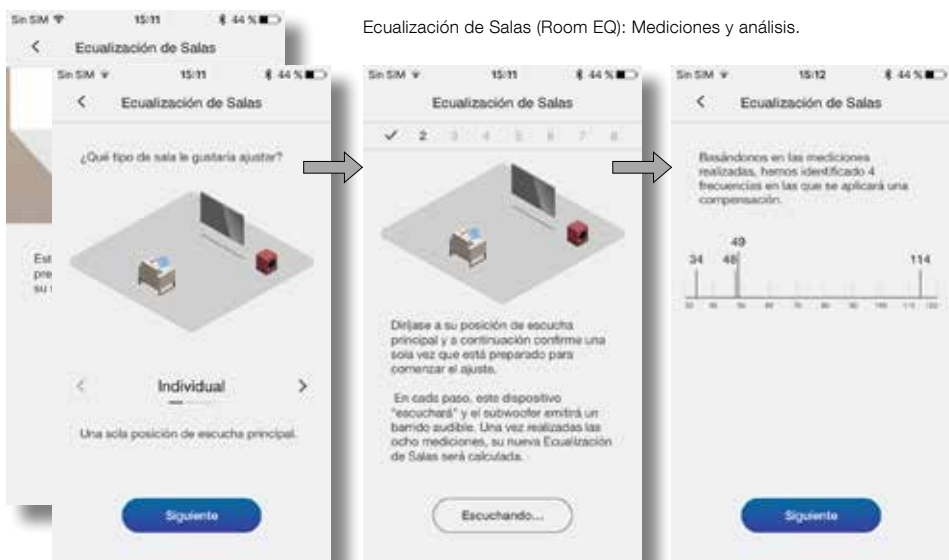 Ecualización de Salas (Room EQ): Mediciones y análisis.
Sin SIM 15:11 44 %
Ecualización de Salas
Est
pre
su
Sin SIM 15:11 44 %
Ecualización de Salas
¿Qué tipo de sala le gustaría ajustar?
Individual
Una sola posición de escucha principal.
Siguiente
Sin SIM 15:11 44 %
Ecualización de Salas
2 3 4 5 6 7 8
Diríjase a su posición de escucha
principal y a continuación confirme una
sola vez que está preparado para
comenzar el ajuste.
En cada paso, este dispositivo
"escuchará" y el subwoofer emitirá un
barrido audible. Una vez realizadas las
ocho mediciones, su nueva Ecualización
de Salas será calculada.
Escuchando...
Sin SIM 15:12 44 %
Ecualización de Salas
Basándonos en las mediciones
realizadas, hemos identificado 4
frecuencias en las que se aplicará una
compensación.
49
34 48 114
Siguiente